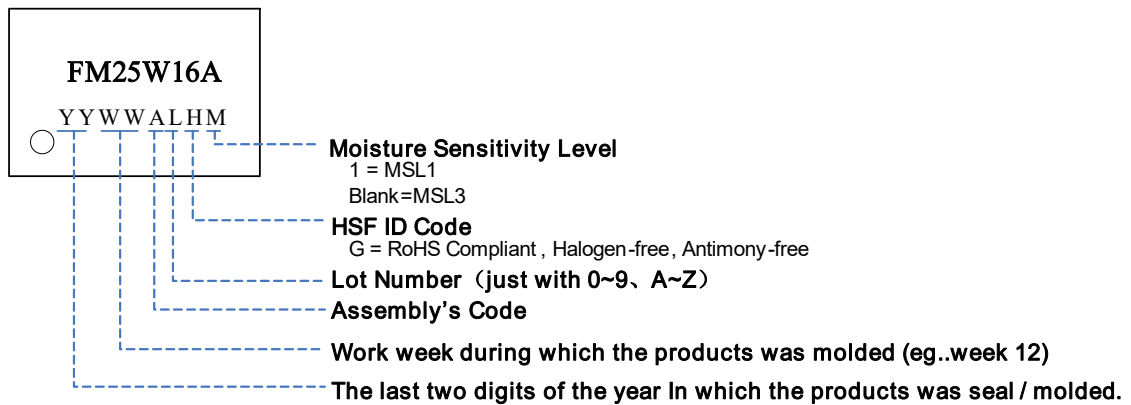 FM25W16A
YYWWALHM
Moisture Sensitivity Level
1 = MSL1
Blank=MSL3
HSF ID Code
G = RoHS Compliant , Halogen-free, Antimony-free
Lot Number（just with 0~9、A~Z）
Assembly’s Code
Work week during which the products was molded (eg..week 12)
The last two digits of the year In which the products was seal / molded.